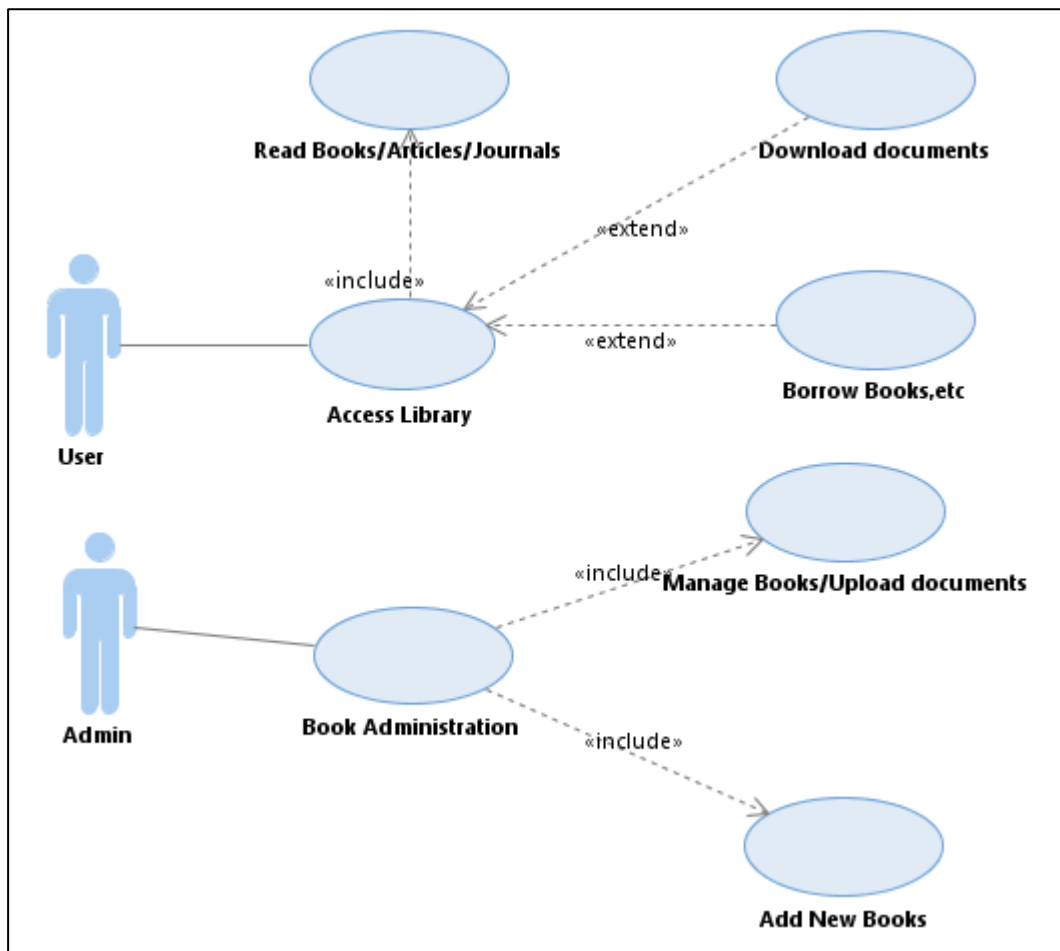 Read Books/Articles/Journals
Download documents
«extend»
«include»
«extend»
Access Library
Borrow Books,etc
User
«include»
Manage Books/Upload documents
Book Administration
Admin
«include»
Add New Books